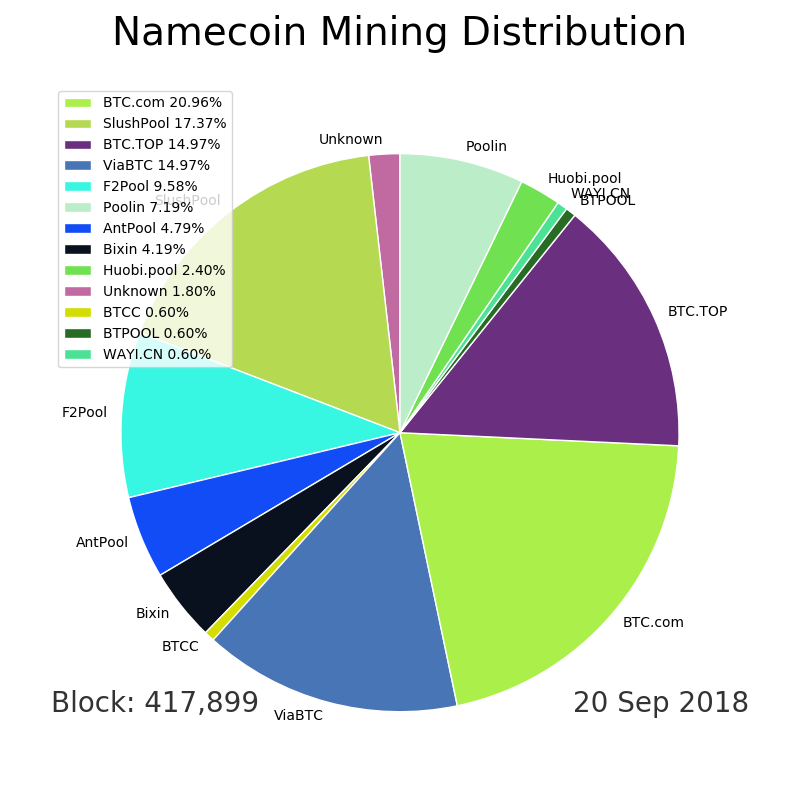 Namecoin Mining Distribution
BTC.com 20.96%
SlushPool 17.37%
BTC.TOP 14.97%
ViaBTC 14.97%
F2Pool 9.58%
Poolin 7.19%
AntPool 4.79%
Bixin 4.19%
Huobi.pool 2.40%
Unknown 1.80%
BTCC 0.60%
BTPOOL 0.60%
WAYI.CN 0.60%
Unknown
Poolin
Huobi.pool
WAYI.CN
BTPOOL
SlushPool
BTC.TOP
F2Pool
AntPool
Bixin
BTC.com
BTCC
Block: 417,899
20 Sep 2018
ViaBTC